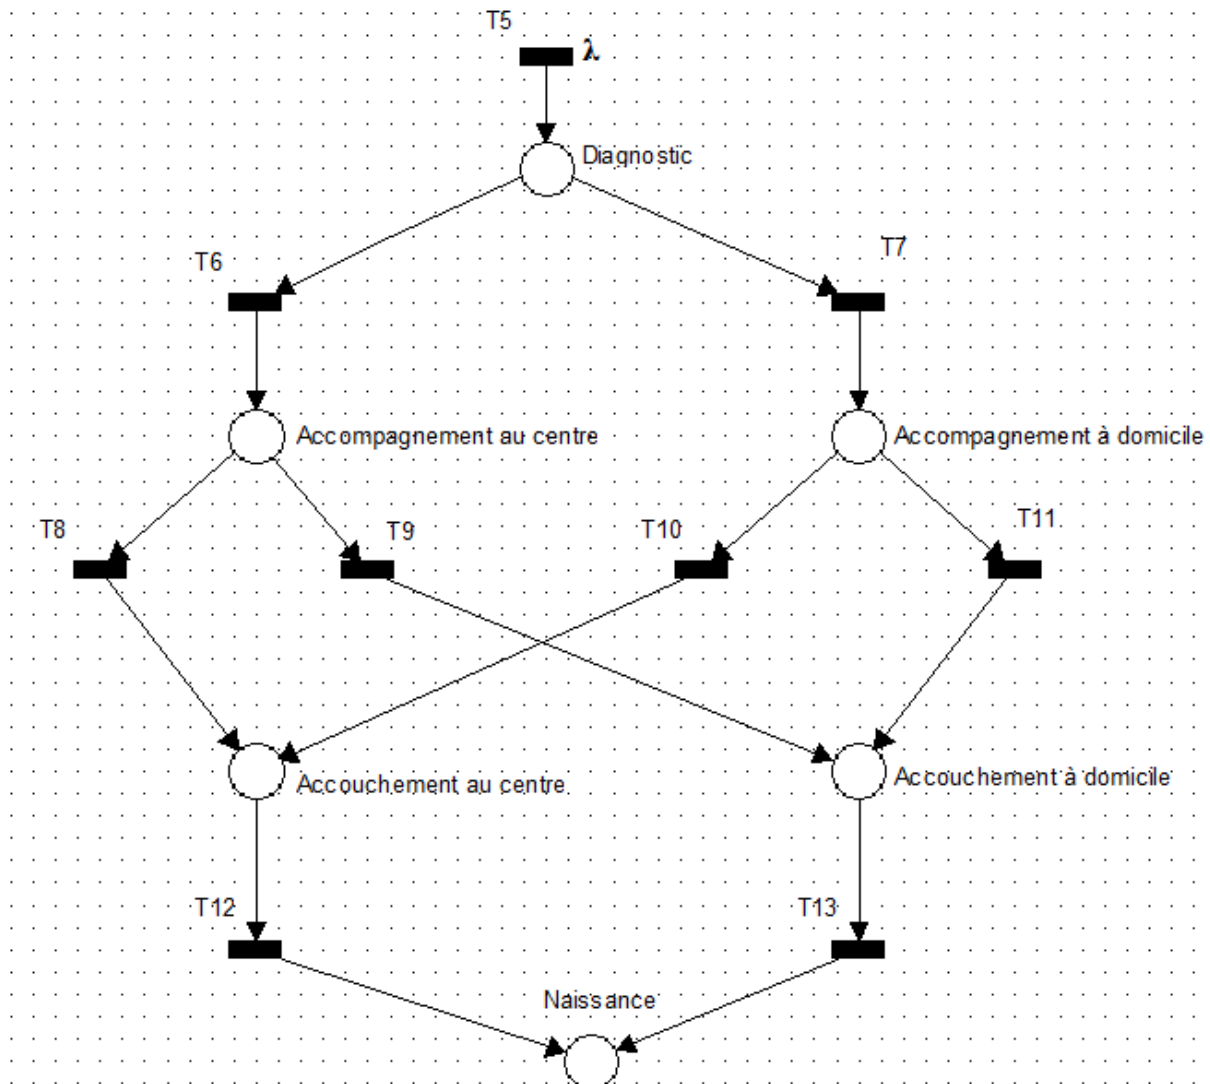 T5
λ
Diagnostic
T6
T7
Accompagnement au centre
Accompagnement à domicile
T8
T9
T10
T11
Accouchement au centre
Accouchement à domicile
T12
T13
Naissance